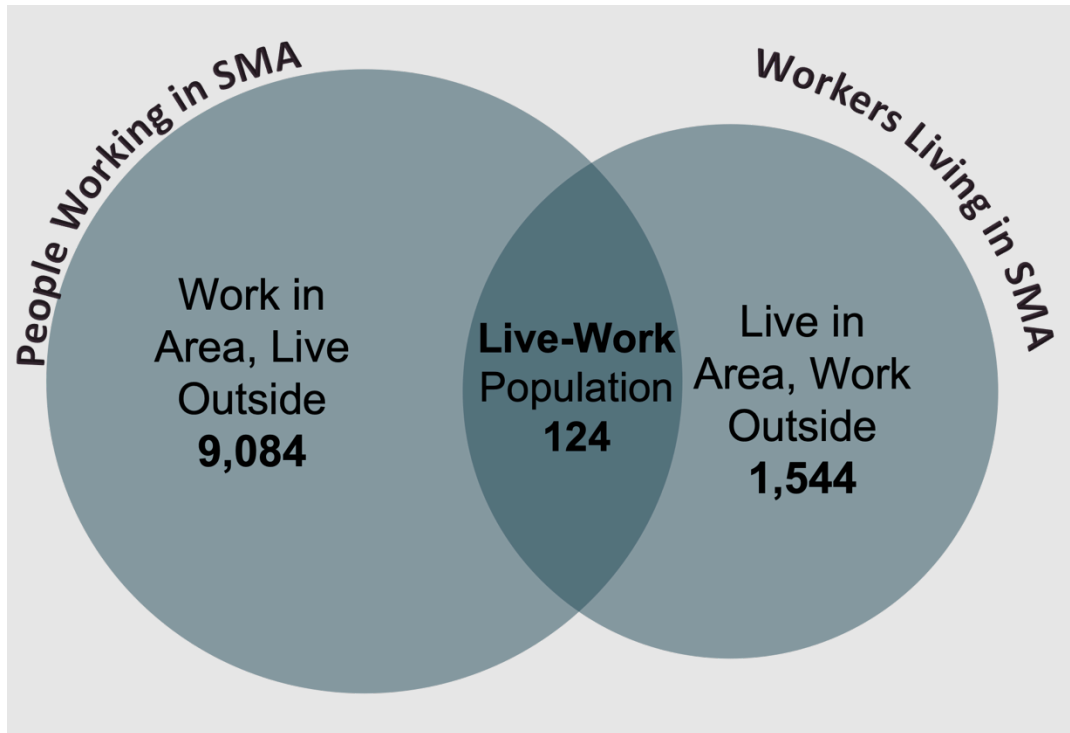 People Working in SMA
Workers Living in SMA
Work in
Area, Live
Outside
9,084
Live-Work
Population
124
Live in
Area, Work
Outside
1,544